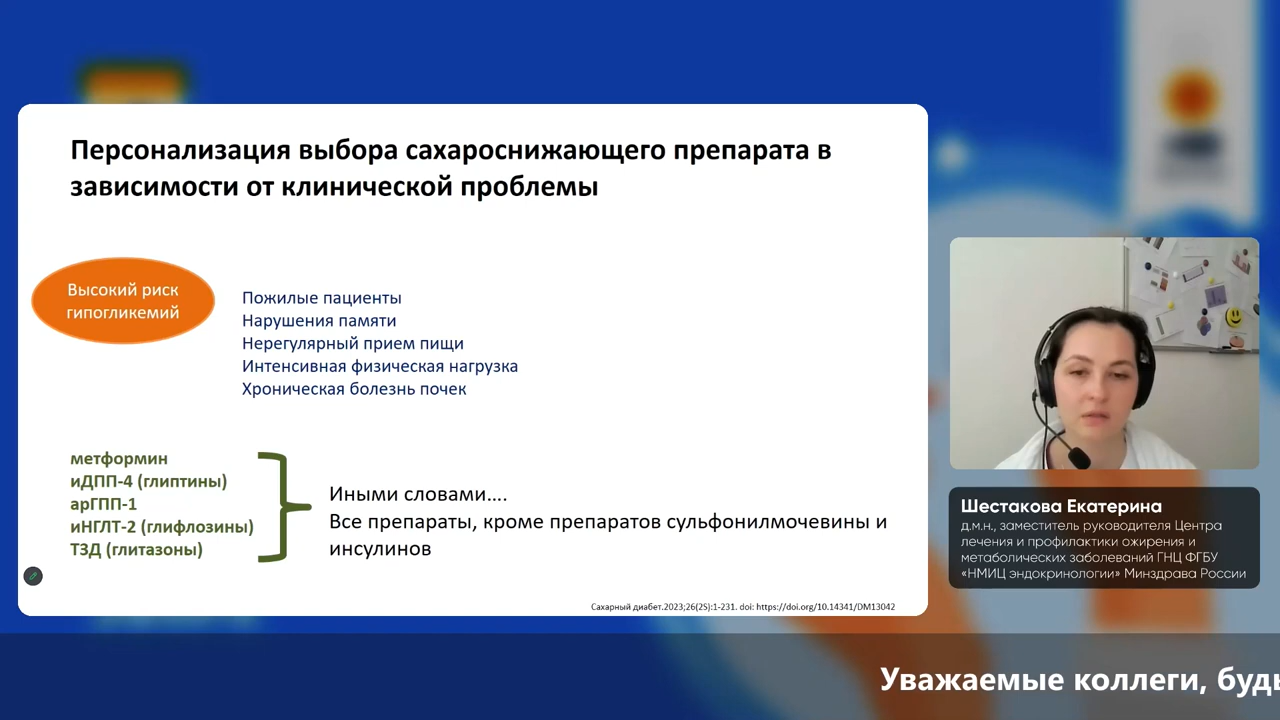 Персонализация выбора сахароснижающего препарата в
зависимости от клинической проблемы
Высокий риск
гипогликемий
Пожилые пациенты
Нарушения памяти
Нерегулярный прием пищи
Интенсивная физическая нагрузка
Хроническая болезнь почек
метформин
иДПП-4 (глиптины)
арГПП-1
иНГЛТ-2 (глифлозины)
ТЗД (глитазоны)
Иными словами....
Все препараты, кроме препаратов сульфонилмочевины и
инсулинов
Сахарный диабет.2023;26(2S):1-231. doi: https://doi.org/10.14341/DM13042
Шестакова Екатерина
д.м.н., заместитель руководителя Центра
лечения и профилактики ожирения и
метаболических заболеваний ГНЦ ФГБУ
«НМИЦ эндокринологии» Минздрава России
Уважаемые коллеги,